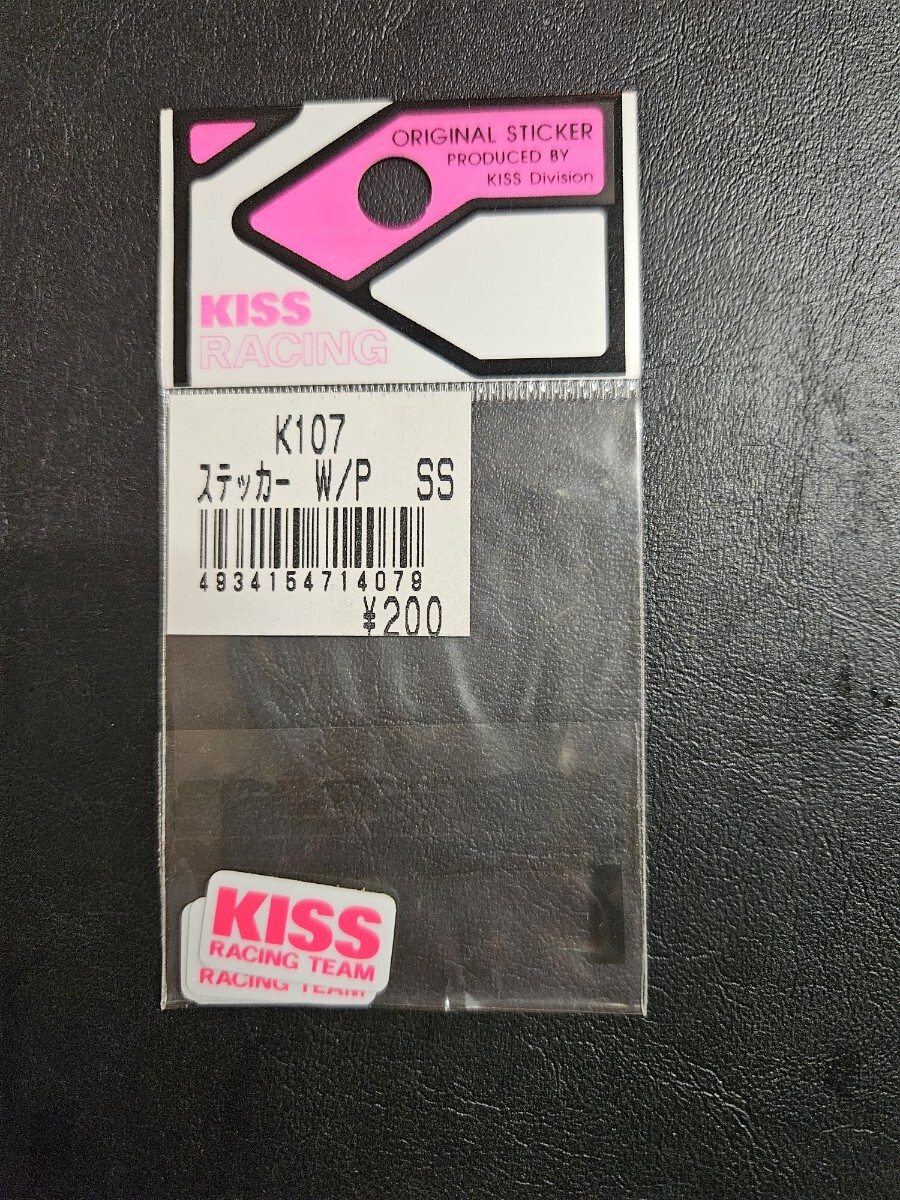 ORIGINAL STICKER
PRODUCED BY
KISS Division
KISS
RACING
K107
ｽﾃｯｶｰ W/P SS
4934154714079
¥200
KISS
RACING TEAM
RACING TEAM